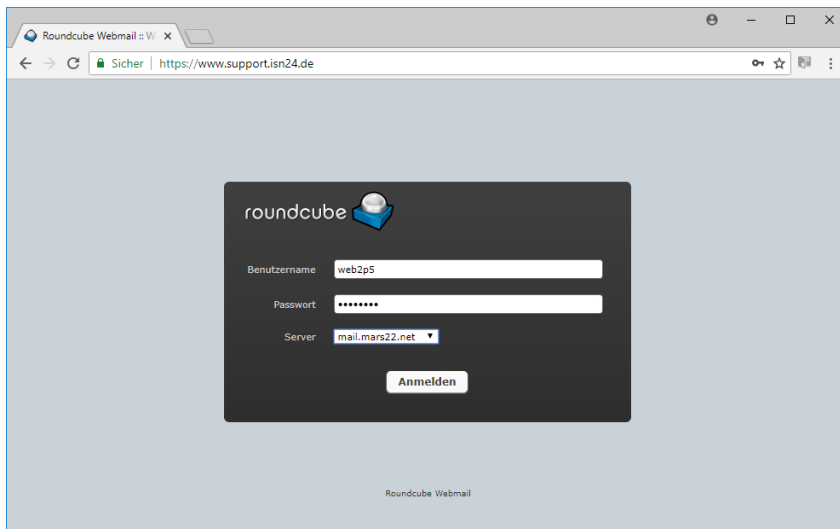 Roundcube Webmail :: W
Sicher | https://www.support.isn24.de
roundcube
Benutzername web2p5
Passwort ••••••••
Server mail.mars22.net
Anmelden
Roundcube Webmail